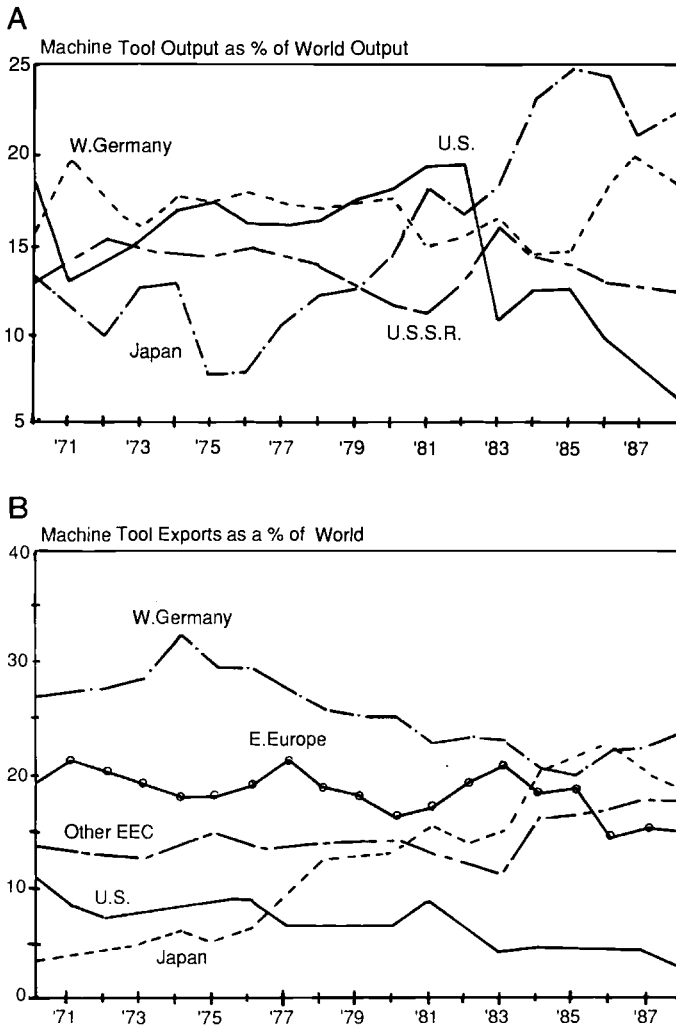 A
Machine Tool Output as % of World Output
25
W.Germany
U.S.
20
15
10
Japan
U.S.S.R.
5
'71 '73 '75 '77 '79 '81 '83 '85 '87
B
Machine Tool Exports as a % of World
40
W.Germany
30
E.Europe
20
Other EEC
10
U.S.
Japan
0
'71 '73 '75 '77 '79 '81 '83 '85 '87